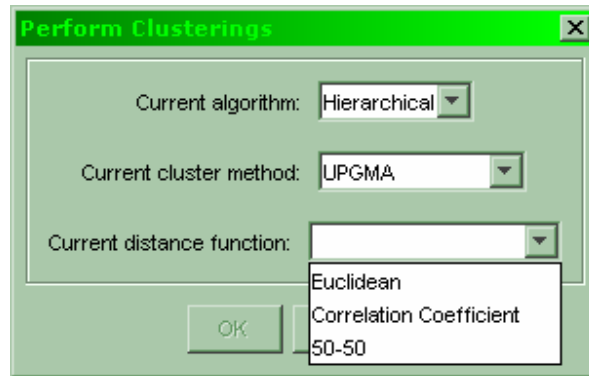 Perform Clusterings
Current algorithm: Hierarchical
Current cluster method: UPGMA
Current distance function:
Euclidean
Correlation Coefficient
50-50
OK